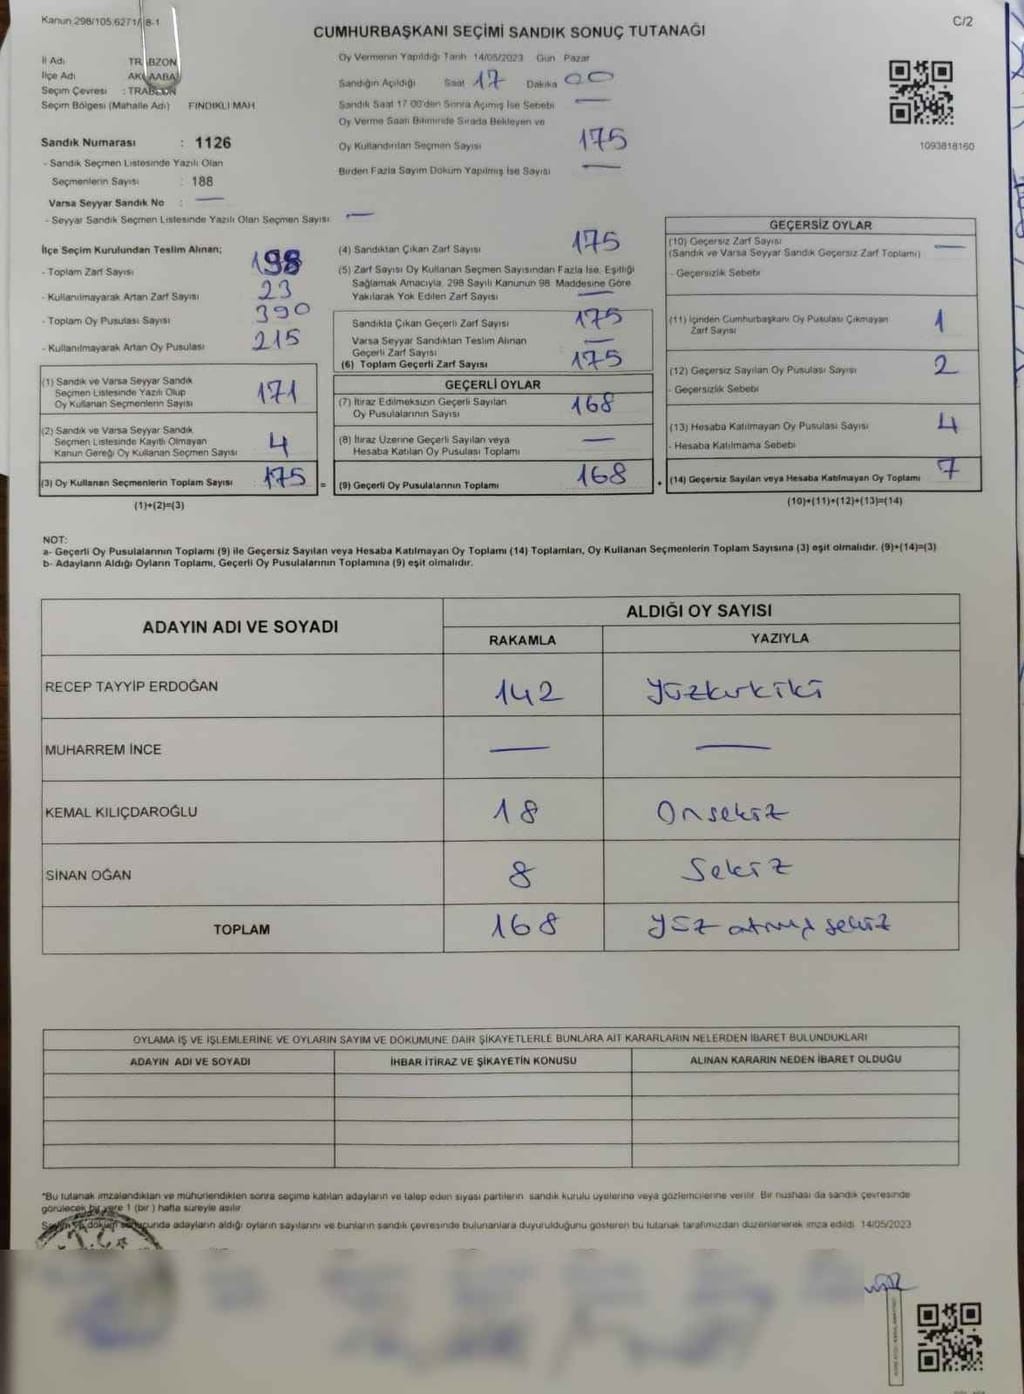 Kanun 298/105,6271/ 8-1
C/2
CUMHURBAŞKANI SEÇİMİ SANDIK SONUÇ TUTANAĞI
İl Adı TRABZON
İlçe Adı
Seçim Çevresi : TRABZON
Seçim Bölgesi (Mahalle Adı) FINDIKLI MAH
Sandık Numarası : 1126
- Sandık Seçmen Listesinde Yazılı Olan
Seçmenlerin Sayısı : 188
Varsa Seyyar Sandık No : —
- Seyyar Sandık Seçmen Listesinde Yazılı Olan Seçmen Sayısı: —
Oy Vermenin Yapıldığı Tarih 14/05/2023 Gün Pazar
Sandığın Açıldığı Saat 17 Dakika 00
Sandık Saat 17.00'den Sonra Açılmış İse Sebebi —
Oy Verme Saati Bitiminde Sırada Bekleyen ve
Oy Kullandırılan Seçmen Sayısı 175
Birden Fazla Sayım Döküm Yapılmış İse Sayısı —
1093818160
İlçe Seçim Kurulundan Teslim Alınan;
- Toplam Zarf Sayısı 198
- Kullanılmayarak Artan Zarf Sayısı 23
- Toplam Oy Pusulası Sayısı 390
- Kullanılmayarak Artan Oy Pusulası 215
(1) Sandık ve Varsa Seyyar Sandık
Seçmen Listesinde Yazılı Olup
Oy Kullanan Seçmenlerin Sayısı 171
(2) Sandık ve Varsa Seyyar Sandık
Seçmen Listesinde Kayıtlı Olmayan
Kanun Gereği Oy Kullanan Seçmen Sayısı 4
(3) Oy Kullanan Seçmenlerin Toplam Sayısı 175 =
(1)+(2)=(3)
(4) Sandıktan Çıkan Zarf Sayısı 175
(5) Zarf Sayısı Oy Kullanan Seçmen Sayısından Fazla İse, Eşitliği
Sağlamak Amacıyla, 298 Sayılı Kanunun 98. Maddesine Göre
Yakılarak Yok Edilen Zarf Sayısı —
Sandıkta Çıkan Geçerli Zarf Sayısı 175
Varsa Seyyar Sandıktan Teslim Alınan
Geçerli Zarf Sayısı —
(6) Toplam Geçerli Zarf Sayısı 175
GEÇERLİ OYLAR
(7) İtiraz Edilmeksizin Geçerli Sayılan
Oy Pusulalarının Sayısı 168
(8) İtiraz Üzerine Geçerli Sayılan veya
Hesaba Katılan Oy Pusulası Toplamı —
(9) Geçerli Oy Pusulalarının Toplamı 168 +
GEÇERSİZ OYLAR
(10) Geçersiz Zarf Sayısı —
(Sandık ve Varsa Seyyar Sandık Geçersiz Zarf Toplamı)
- Geçersizlik Sebebi
(11) İçinden Cumhurbaşkanı Oy Pusulası Çıkmayan
Zarf Sayısı 1
(12) Geçersiz Sayılan Oy Pusulası Sayısı 2
- Geçersizlik Sebebi
(13) Hesaba Katılmayan Oy Pusulası Sayısı 4
- Hesaba Katılmama Sebebi
(14) Geçersiz Sayılan veya Hesaba Katılmayan Oy Toplamı 7
(10)+(11)+(12)+(13)=(14)
NOT:
a- Geçerli Oy Pusulalarının Toplamı (9) ile Geçersiz Sayılan veya Hesaba Katılmayan Oy Toplamı (14) Toplamları, Oy Kullanan Seçmenlerin Toplam Sayısına (3) eşit olmalıdır. (9)+(14)=(3)
b- Adayların Aldığı Oyların Toplamı, Geçerli Oy Pusulalarının Toplamına (9) eşit olmalıdır.
ADAYIN ADI VE SOYADI
ALDIĞI OY SAYISI
RAKAMLA YAZIYLA
RECEP TAYYİP ERDOĞAN 142 Yüzkırkiki
MUHARREM İNCE — —
KEMAL KILIÇDAROĞLU 18 Onsekiz
SİNAN OĞAN 8 Sekiz
TOPLAM 168 Yüz atmış sekiz
OYLAMA İŞ VE İŞLEMLERİNE VE OYLARIN SAYIM VE DÖKÜMÜNE DAİR ŞİKAYETLERLE BUNLARA AİT KARARLARIN NELERDEN İBARET BULUNDUKLARI
ADAYIN ADI VE SOYADI İHBAR İTİRAZ VE ŞİKAYETİN KONUSU ALINAN KARARIN NEDEN İBARET OLDUĞU
*Bu tutanak imzalandıktan ve mühürlendikten sonra seçime katılan adayların ve talep eden siyasi partilerin sandık kurulu üyelerine veya gözlemcilerine verilir. Bir nüshası da sandık çevresinde
görülecek bir yere 1 (bir) hafta süreyle asılır.
Sayım ve döküm sonucunda adayların aldığı oyların sayılarını ve bunların sandık çevresinde bulunanlara duyurulduğunu gösteren bu tutanak tarafımızdan düzenlenerek imza edildi. 14/05/2023
T.C.